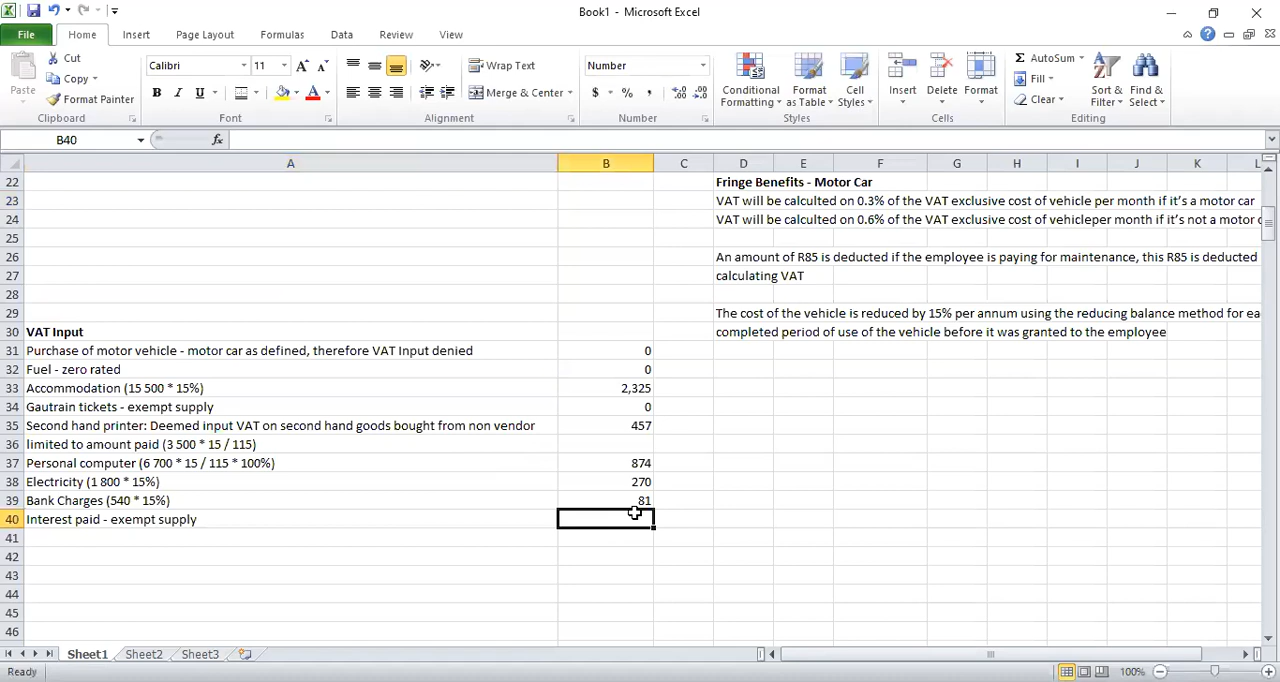 Book1 - Microsoft Excel
File Home Insert Page Layout Formulas Data Review View
Paste
Cut
Copy
Format Painter
Clipboard
Calibri 11
B I U
Font
Wrap Text
Merge & Center
Alignment
Number
$ % ,
Number
Conditional Formatting
Format as Table
Cell Styles
Styles
Insert
Delete
Format
Cells
Σ AutoSum
Fill
Clear
Sort & Filter
Find & Select
Editing
B40 fx
A B C D E F G H I J K L
22 Fringe Benefits - Motor Car
23 VAT will be calculted on 0.3% of the VAT exclusive cost of vehicle per month if it's a motor car
24 VAT will be calculted on 0.6% of the VAT exclusive cost of vehicleper month if it's not a motor c
25
26 An amount of R85 is deducted if the employee is paying for maintenance, this R85 is deducted
27 calculating VAT
28
29 The cost of the vehicle is reduced by 15% per annum using the reducing balance method for ea
30 VAT Input completed period of use of the vehicle before it was granted to the employee
31 Purchase of motor vehicle - motor car as defined, therefore VAT Input denied 0
32 Fuel - zero rated 0
33 Accommodation (15 500 * 15%) 2,325
34 Gautrain tickets - exempt supply 0
35 Second hand printer: Deemed input VAT on second hand goods bought from non vendor 457
36 limited to amount paid (3 500 * 15 / 115)
37 Personal computer (6 700 * 15 / 115 * 100%) 874
38 Electricity (1 800 * 15%) 270
39 Bank Charges (540 * 15%) 81
40 Interest paid - exempt supply
41
42
43
44
45
46
Sheet1 Sheet2 Sheet3
Ready 100%